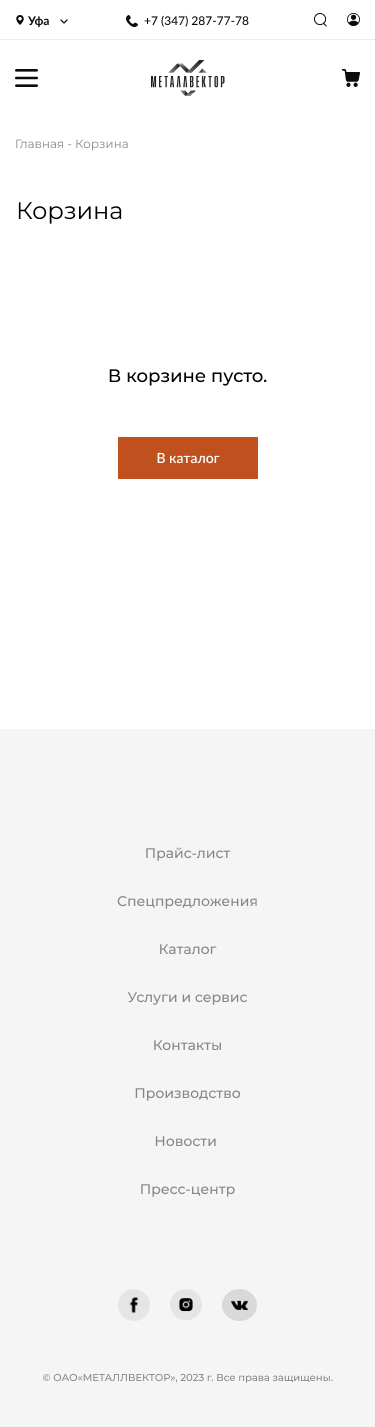 Уфа
+7 (347) 287-77-78
МЕТАЛЛВЕКТОР
Главная - Корзина
Корзина
В корзине пусто.
В каталог
Прайс-лист
Спецпредложения
Каталог
Услуги и сервис
Контакты
Производство
Новости
Пресс-центр
© ОАО«МЕТАЛЛВЕКТОР», 2023 г. Все права защищены.